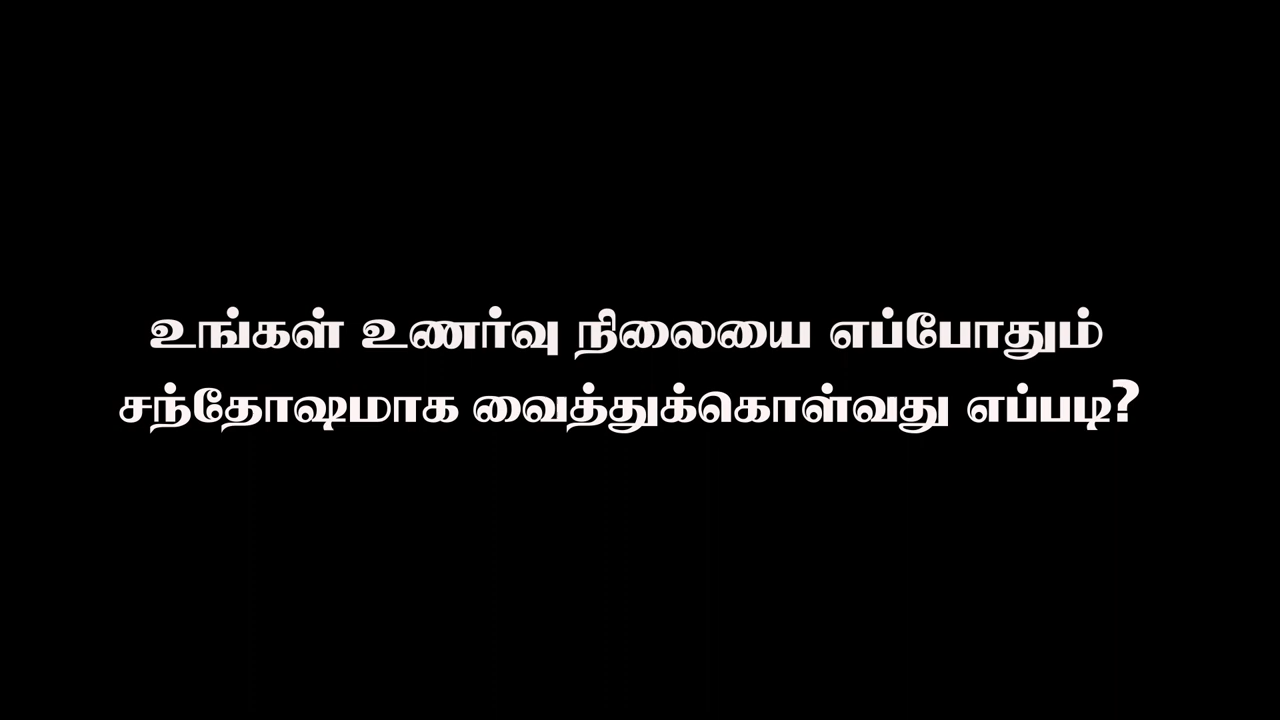 உங்கள் உணர்வு நிலையை எப்போதும்
சந்தோஷமாக வைத்துக்கொள்வது எப்படி?